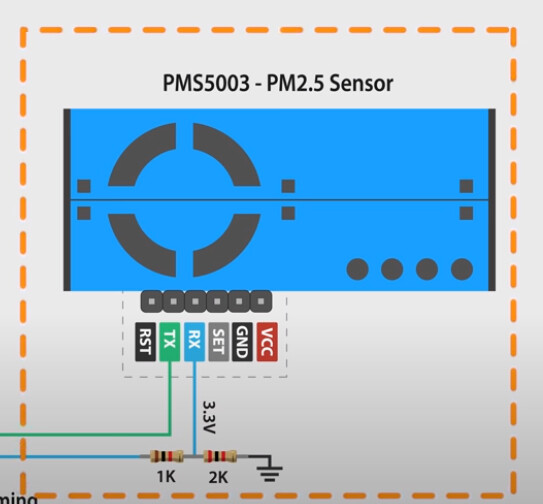 PMS5003 - PM2.5 Sensor
RST
TX
RX
SET
GND
VCC
3.3V
1K
2K